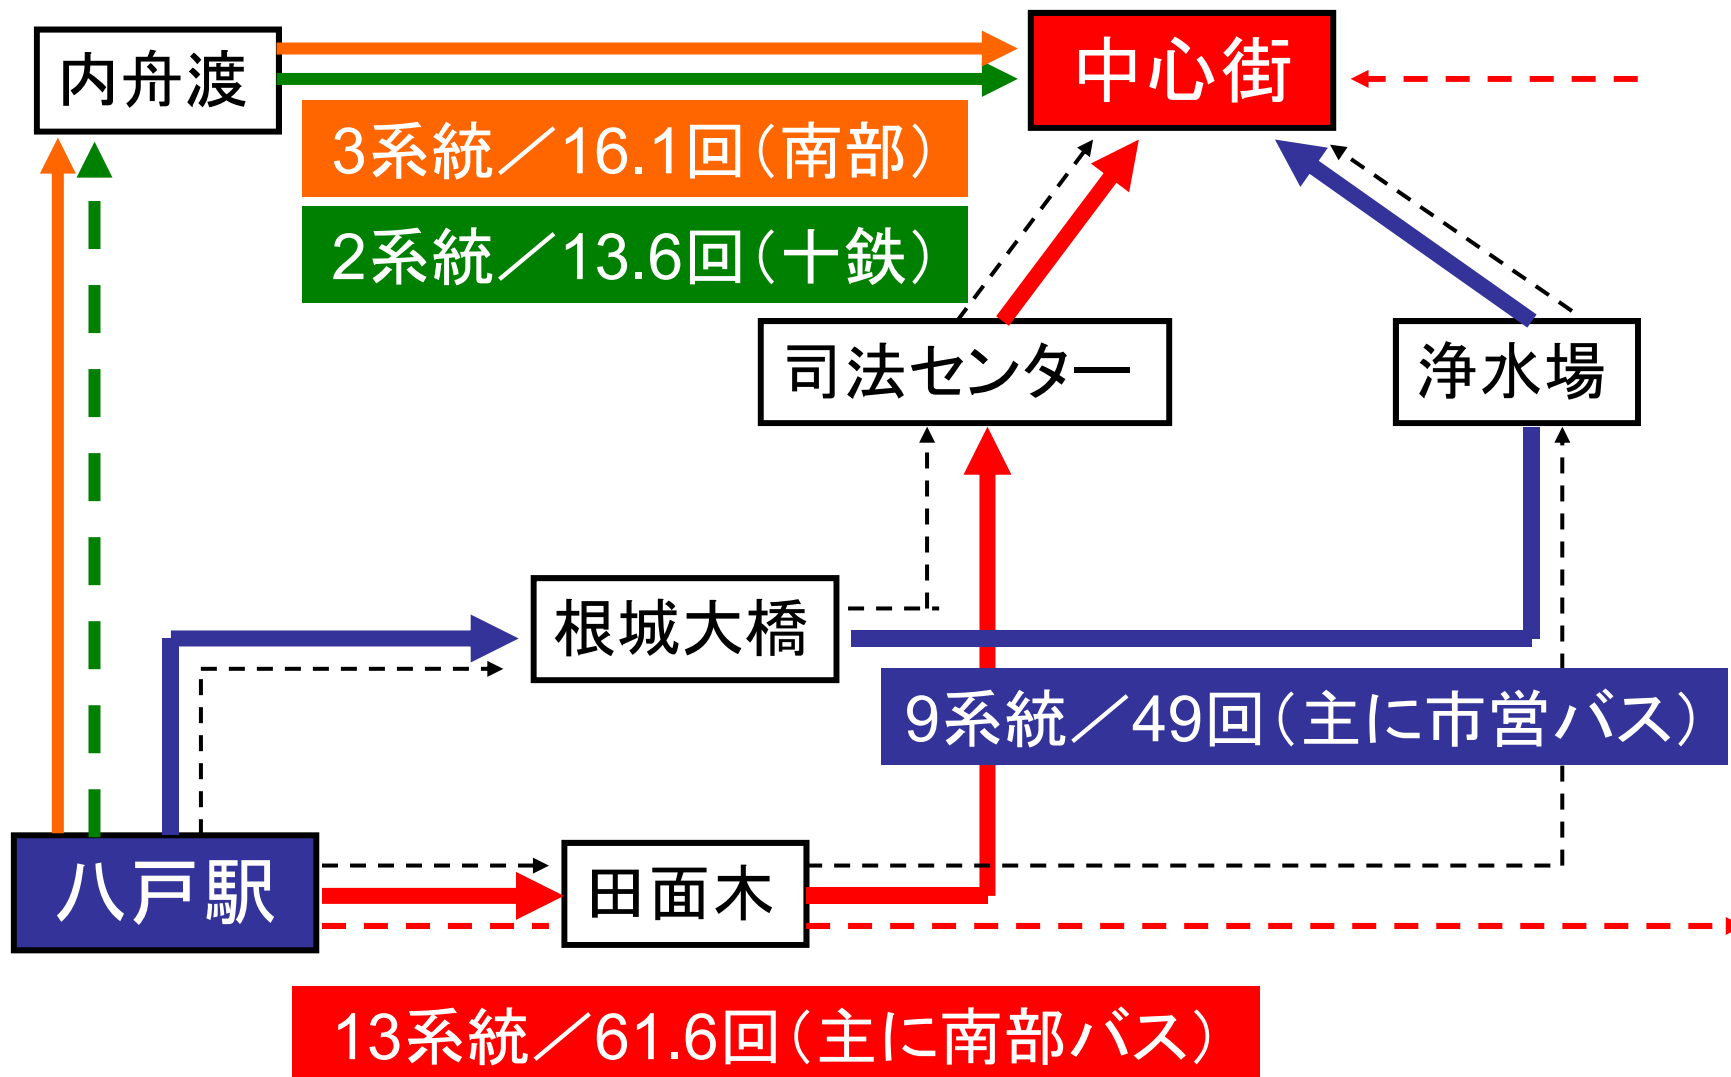 内舟渡
中心街
3系統／16.1回（南部）
2系統／13.6回（十鉄）
司法センター
浄水場
根城大橋
9系統／49回（主に市営バス）
八戸駅
田面木
13系統／61.6回（主に南部バス）